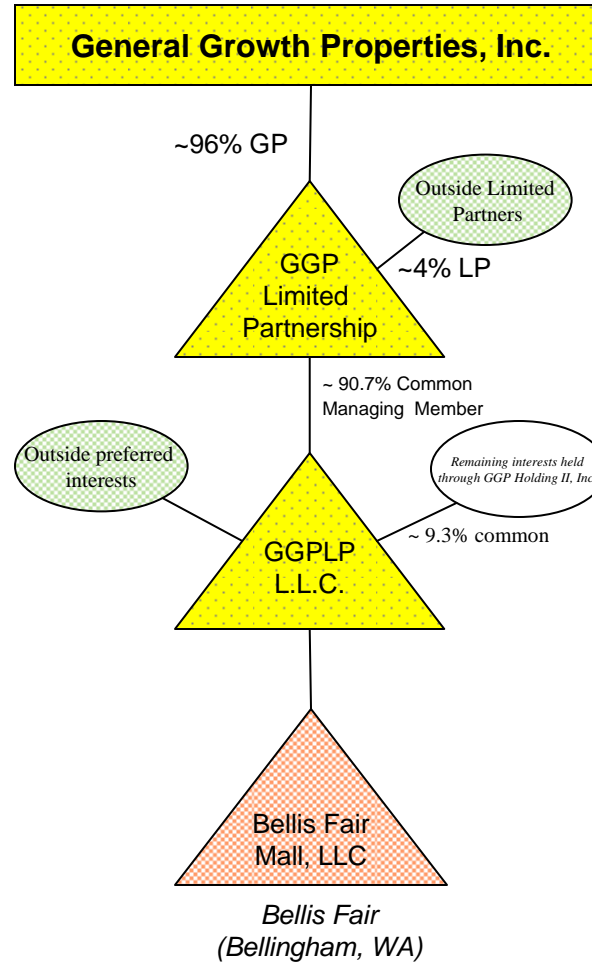 General Growth Properties, Inc.
~96% GP
Outside Limited
Partners
GGP
Limited
Partnership
~4% LP
~ 90.7% Common
Managing Member
Outside preferred
interests
Remaining interests held
through GGP Holding II, Inc
GGPLP
L.L.C.
~ 9.3% common
Bellis Fair
Mall, LLC
Bellis Fair
(Bellingham, WA)